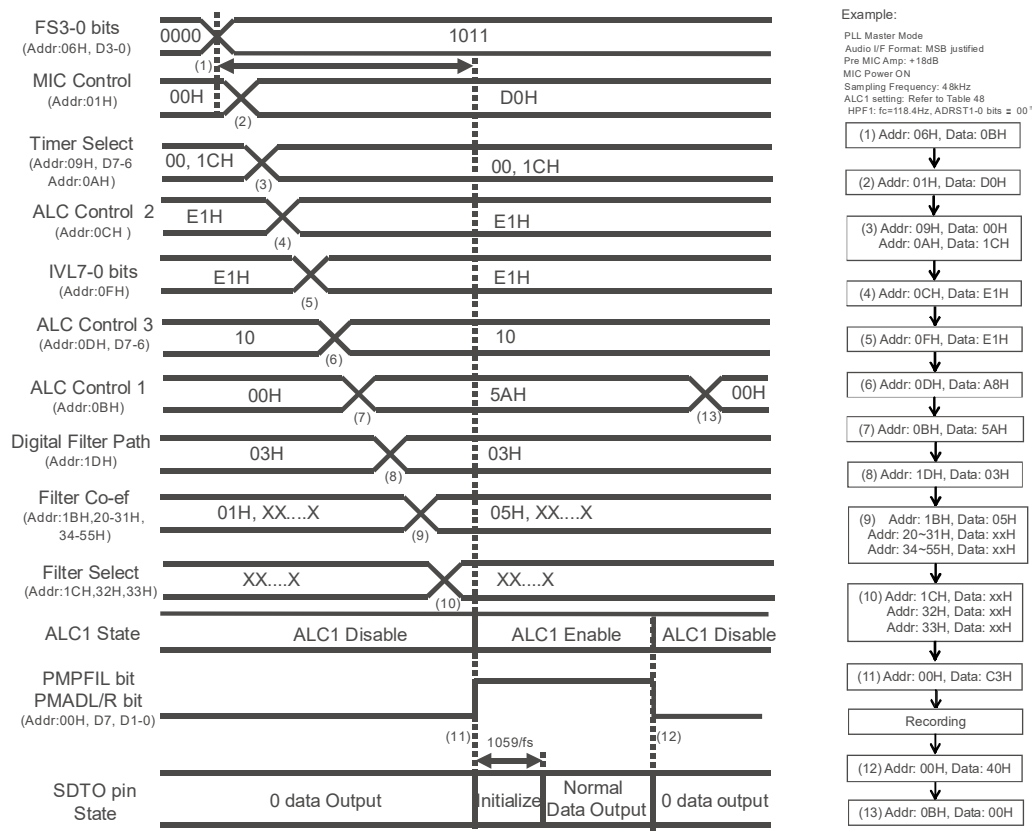 FS3-0 bits
(Addr:06H, D3-0)
0000
1011
(1)
MIC Control
(Addr:01H)
00H
D0H
(2)
Timer Select
(Addr:09H, D7-6
Addr:0AH)
00, 1CH
00, 1CH
(3)
ALC Control 2
(Addr:0CH )
E1H
E1H
(4)
IVL7-0 bits
(Addr:0FH)
E1H
E1H
(5)
ALC Control 3
(Addr:0DH, D7-6)
10
10
(6)
ALC Control 1
(Addr:0BH)
00H
5AH
00H
(7)
(13)
Digital Filter Path
(Addr:1DH)
03H
03H
(8)
Filter Co-ef
(Addr:1BH,20-31H,
34-55H)
01H, XX....X
05H, XX....X
(9)
Filter Select
(Addr:1CH,32H,33H)
XX....X
XX....X
(10)
ALC1 State
ALC1 Disable
ALC1 Enable
ALC1 Disable
PMPFIL bit
PMADL/R bit
(Addr:00H, D7, D1-0)
(11)
1059/fs
(12)
SDTO pin
State
0 data Output
Initialize
Normal
Data Output
0 data output
Example:
PLL Master Mode
Audio I/F Format: MSB justified
Pre MIC Amp: +18dB
MIC Power ON
Sampling Frequency: 48kHz
ALC1 setting: Refer to Table 48
HPF1: fc=118.4Hz, ADRST1-0 bits = "00"
(1) Addr: 06H, Data: 0BH
(2) Addr: 01H, Data: D0H
(3) Addr: 09H, Data: 00H
Addr: 0AH, Data: 1CH
(4) Addr: 0CH, Data: E1H
(5) Addr: 0FH, Data: E1H
(6) Addr: 0DH, Data: A8H
(7) Addr: 0BH, Data: 5AH
(8) Addr: 1DH, Data: 03H
(9) Addr: 1BH, Data: 05H
Addr: 20~31H, Data: xxH
Addr: 34~55H, Data: xxH
(10) Addr: 1CH, Data: xxH
Addr: 32H, Data: xxH
Addr: 33H, Data: xxH
(11) Addr: 00H, Data: C3H
Recording
(12) Addr: 00H, Data: 40H
(13) Addr: 0BH, Data: 00H